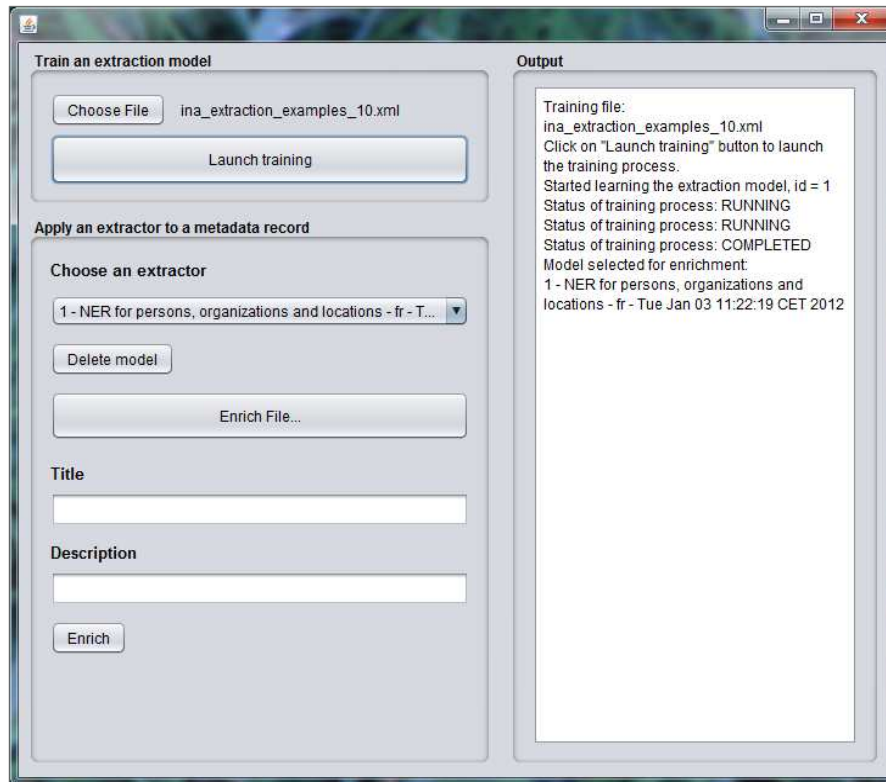 Train an extraction model
Choose File
ina_extraction_examples_10.xml
Launch training
Apply an extractor to a metadata record
Choose an extractor
1 - NER for persons, organizations and locations - fr - T...
Delete model
Enrich File...
Title
Description
Enrich
Output
Training file:
ina_extraction_examples_10.xml
Click on "Launch training" button to launch
the training process.
Started learning the extraction model, id = 1
Status of training process: RUNNING
Status of training process: RUNNING
Status of training process: COMPLETED
Model selected for enrichment:
1 - NER for persons, organizations and
locations - fr - Tue Jan 03 11:22:19 CET 2012